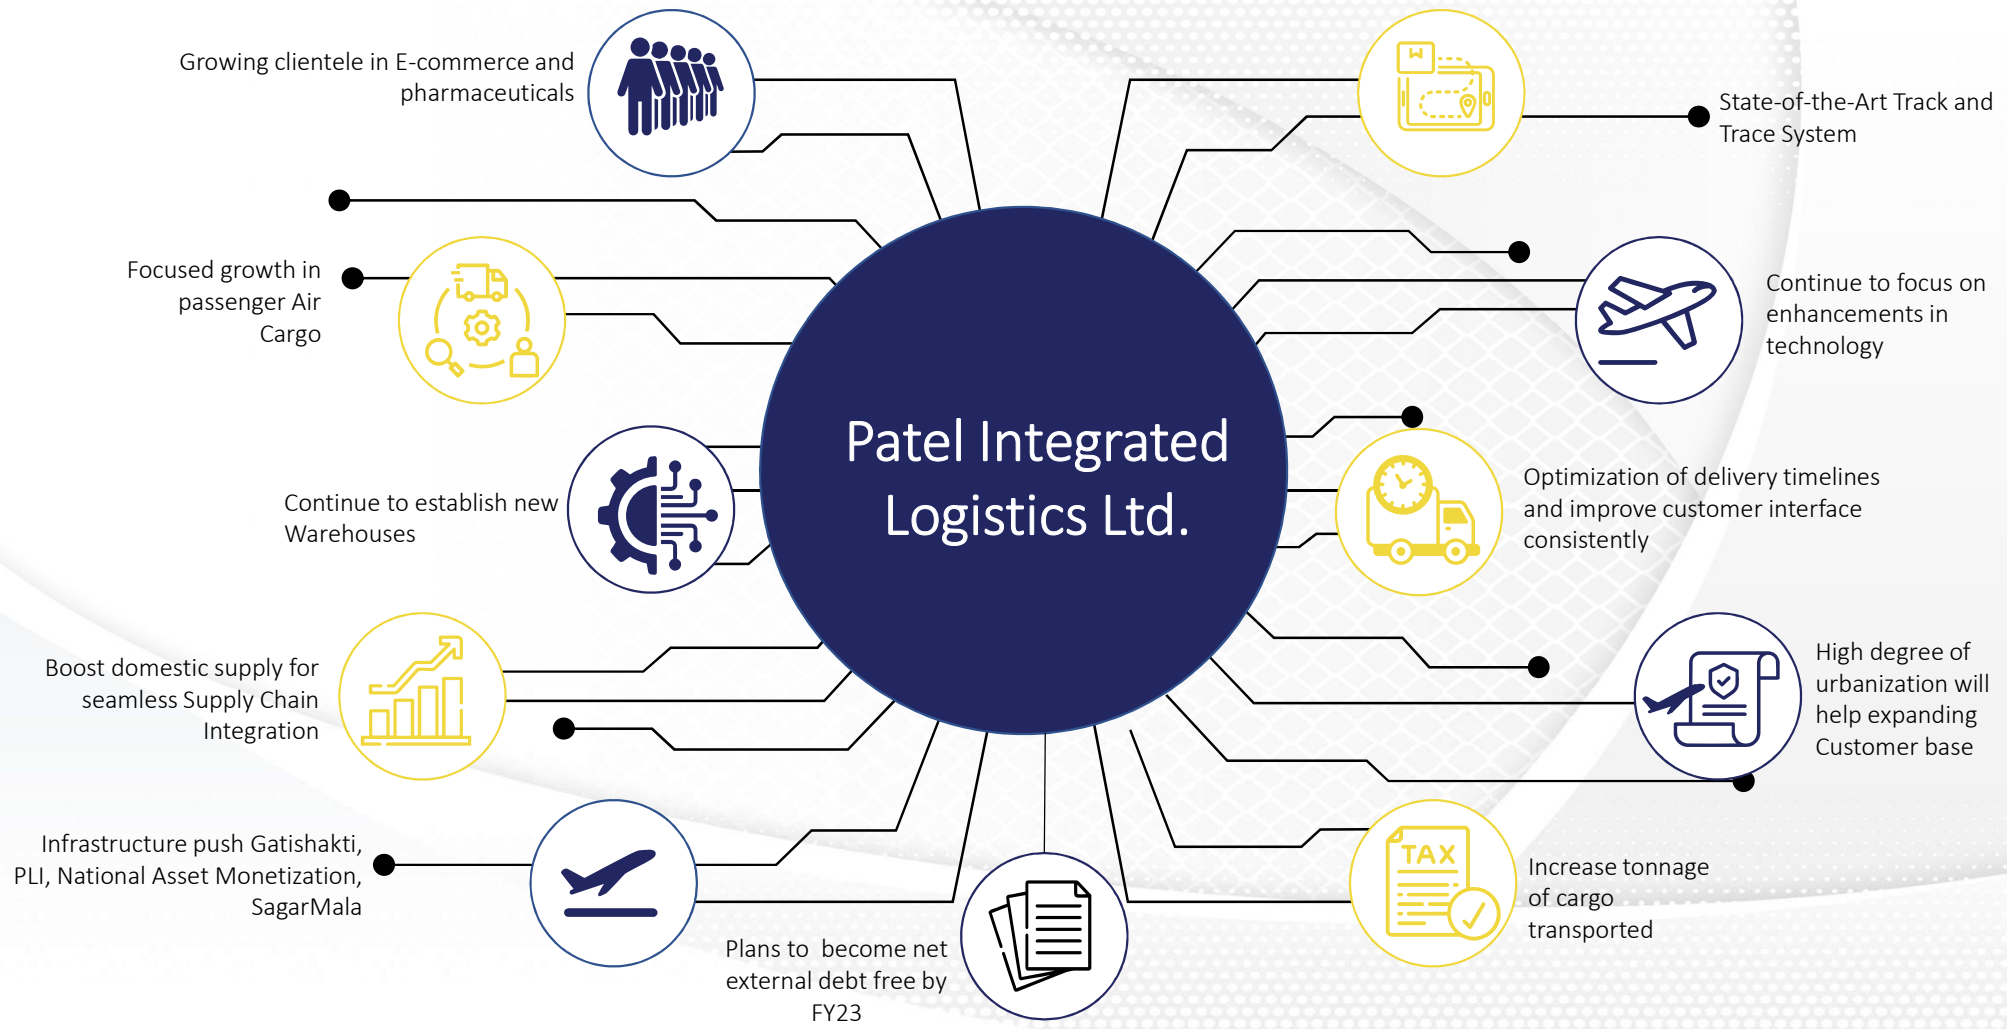 Growing clientele in E-commerce and
pharmaceuticals
State-of-the-Art Track and
Trace System
Focused growth in
passenger Air
Cargo
Continue to focus on
enhancements in
technology
Patel Integrated
Logistics Ltd.
Continue to establish new
Warehouses
Optimization of delivery timelines
and improve customer interface
consistently
Boost domestic supply for
seamless Supply Chain
Integration
High degree of
urbanization will
help expanding
Customer base
Infrastructure push Gatishakti,
PLI, National Asset Monetization,
SagarMala
Plans to  become net
external debt free by
FY23
TAX
Increase tonnage
of cargo
transported